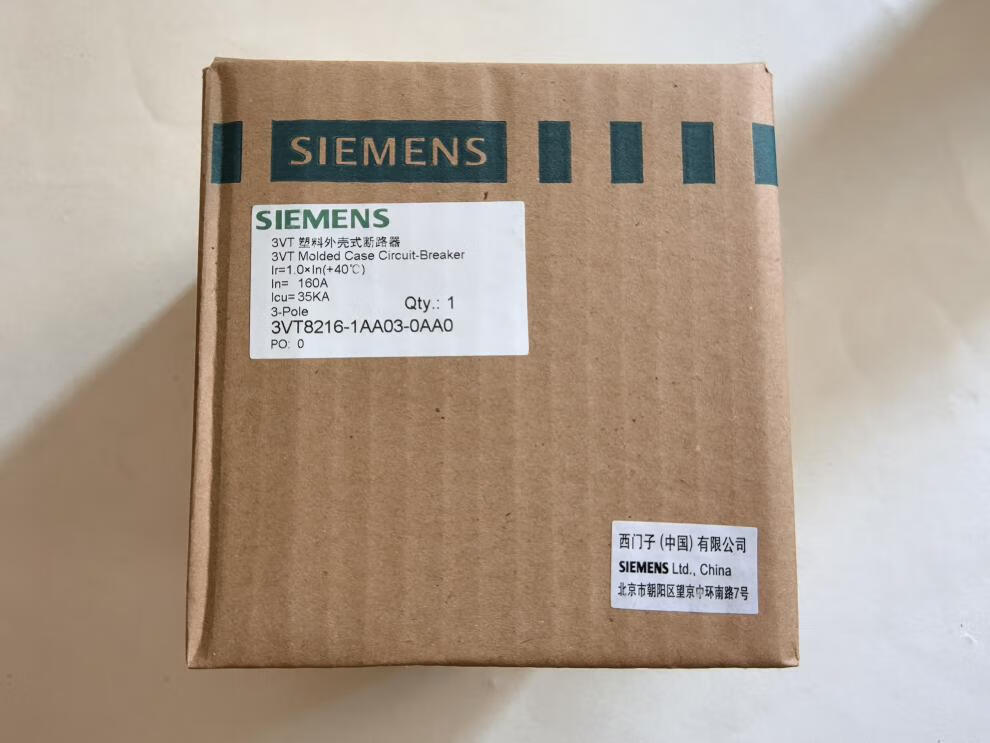 SIEMENS
SIEMENS
3VT 塑料外壳式断路器
3VT Molded Case Circuit-Breaker
Ir=1.0×In(+40℃)
In= 160A
Icu= 35KA
Qty.: 1
3-Pole
3VT8216-1AA03-0AA0
PO: 0
西门子(中国)有限公司
SIEMENS Ltd., China
北京市朝阳区望京中环南路7号